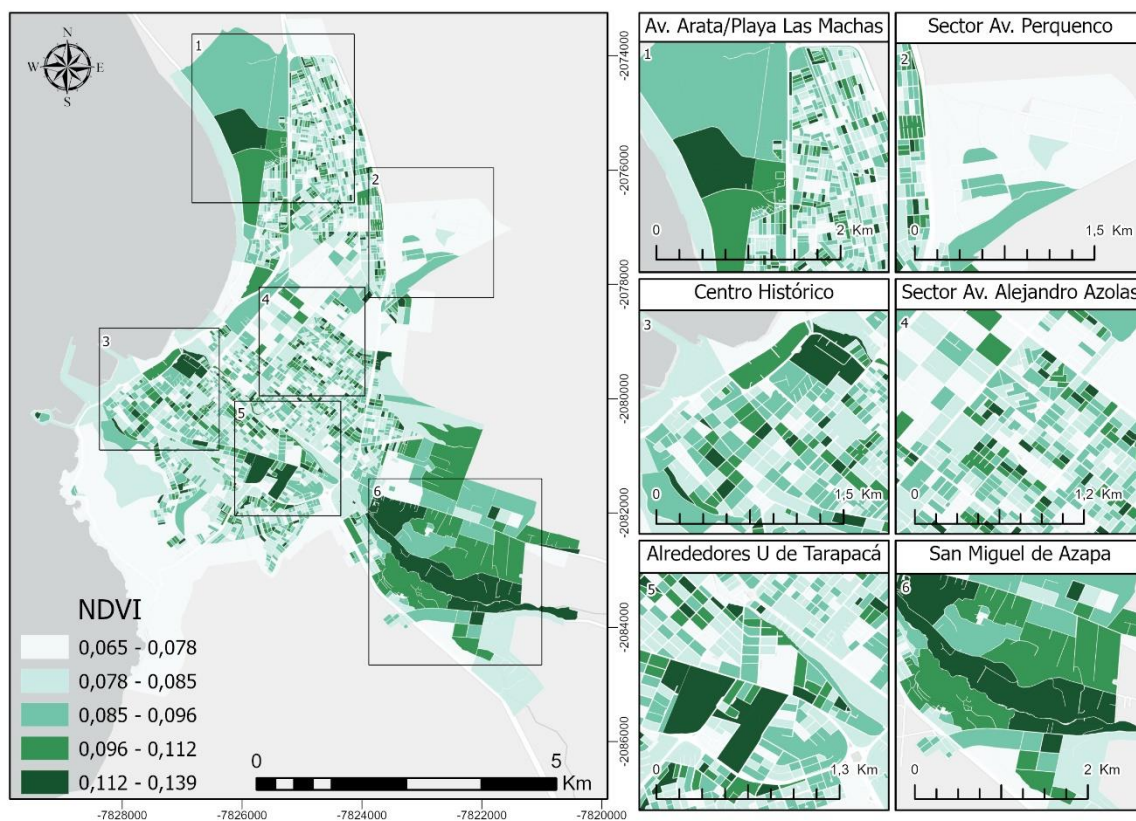 N
W E
S
1
2
3
4
5
6
-2074000
-2076000
-2078000
-2080000
-2082000
-2084000
-2086000
-7828000 -7826000 -7824000 -7822000 -7820000
NDVI
0,065 - 0,078
0,078 - 0,085
0,085 - 0,096
0,096 - 0,112
0,112 - 0,139
0 5
Km
Av. Arata/Playa Las Machas
1
0 2 Km
Sector Av. Perquenco
2
0 1,5 Km
Centro Histórico
3
0 1,5 Km
Sector Av. Alejandro Azolas
4
0 1,2 Km
Alrededores U de Tarapacá
5
0 1,3 Km
San Miguel de Azapa
6
0 2 Km